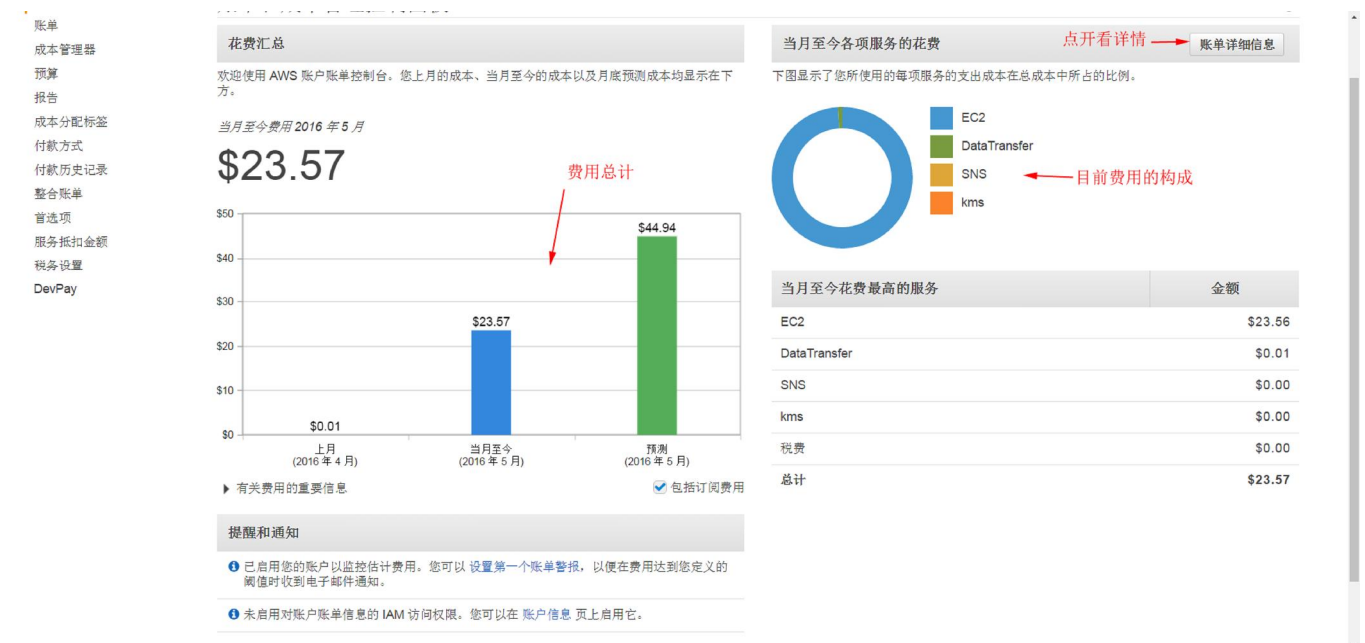 账单
成本管理器
预算
报告
成本分配标签
付款方式
付款历史记录
整合账单
首选项
服务抵扣金额
税务设置
DevPay
花费汇总
欢迎使用 AWS 账户账单控制台。您上月的成本、当月至今的成本以及月底预测成本均显示在下
方。
当月至今费用 2016 年 5 月
$23.57
费用总计
$50
$40
$30
$20
$10
$0
$0.01
$23.57
$44.94
上月
(2016 年 4 月)
当月至今
(2016 年 5 月)
预测
(2016 年 5 月)
有关费用的重要信息
包括订阅费用
提醒和通知
已启用您的账户以监控估计费用。您可以 设置第一个账单警报，以便在费用达到您定义的
阈值时收到电子邮件通知。
未启用对账户账单信息的 IAM 访问权限。您可以在 账户信息 页上启用它。
当月至今各项服务的花费
点开看详情
账单详细信息
下图显示了您所使用的每项服务的支出成本在总成本中所占的比例。
EC2
DataTransfer
SNS
kms
目前费用的构成
当月至今花费最高的服务 金额
EC2 $23.56
DataTransfer $0.01
SNS $0.00
kms $0.00
税费 $0.00
总计 $23.57